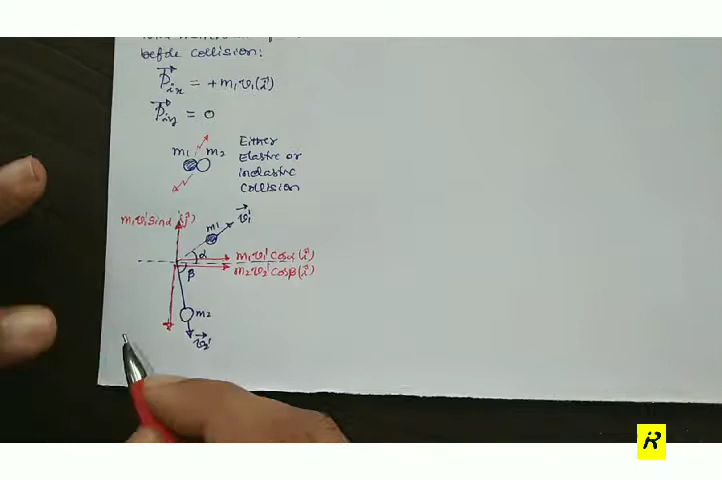 before collision:
P⃗ix = + m1v1(î)
P⃗iy = 0
m1 m2
Either
Elastic or
inelastic
collision
m1v1' sinα (ĵ)
m1
v⃗1'
α
m1v1' cosα (î)
m2v2' cosβ (î)
β
m2
v⃗2'
R